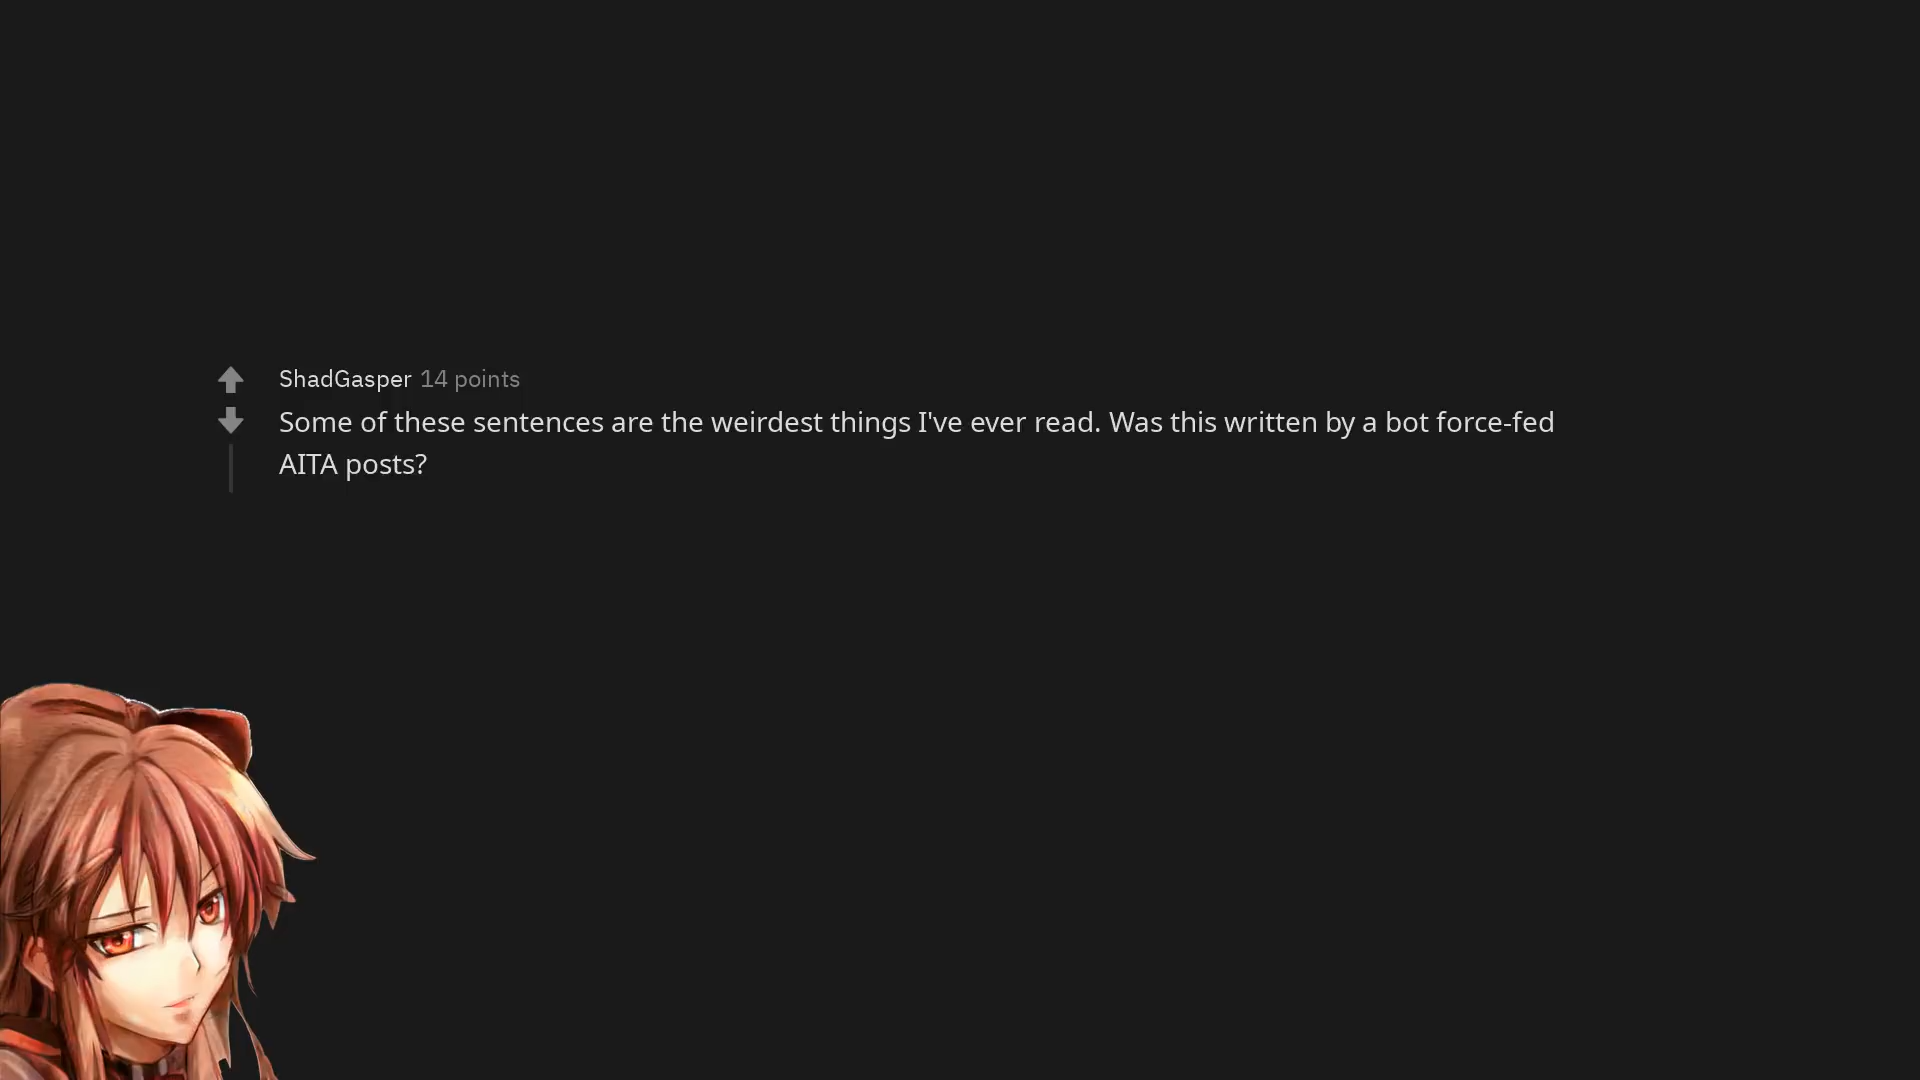 ShadGasper 14 points
Some of these sentences are the weirdest things I've ever read. Was this written by a bot force-fed
AITA posts?